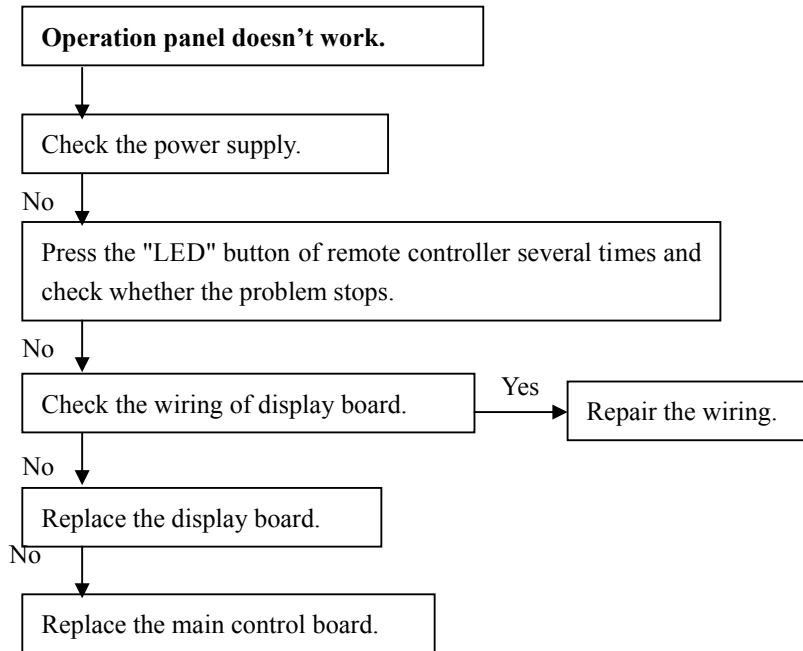 Operation panel doesn’t work.
Check the power supply.
No
Press the "LED" button of remote controller several times and
check whether the problem stops.
No
Check the wiring of display board.
Yes
Repair the wiring.
No
Replace the display board.
No
Replace the main control board.